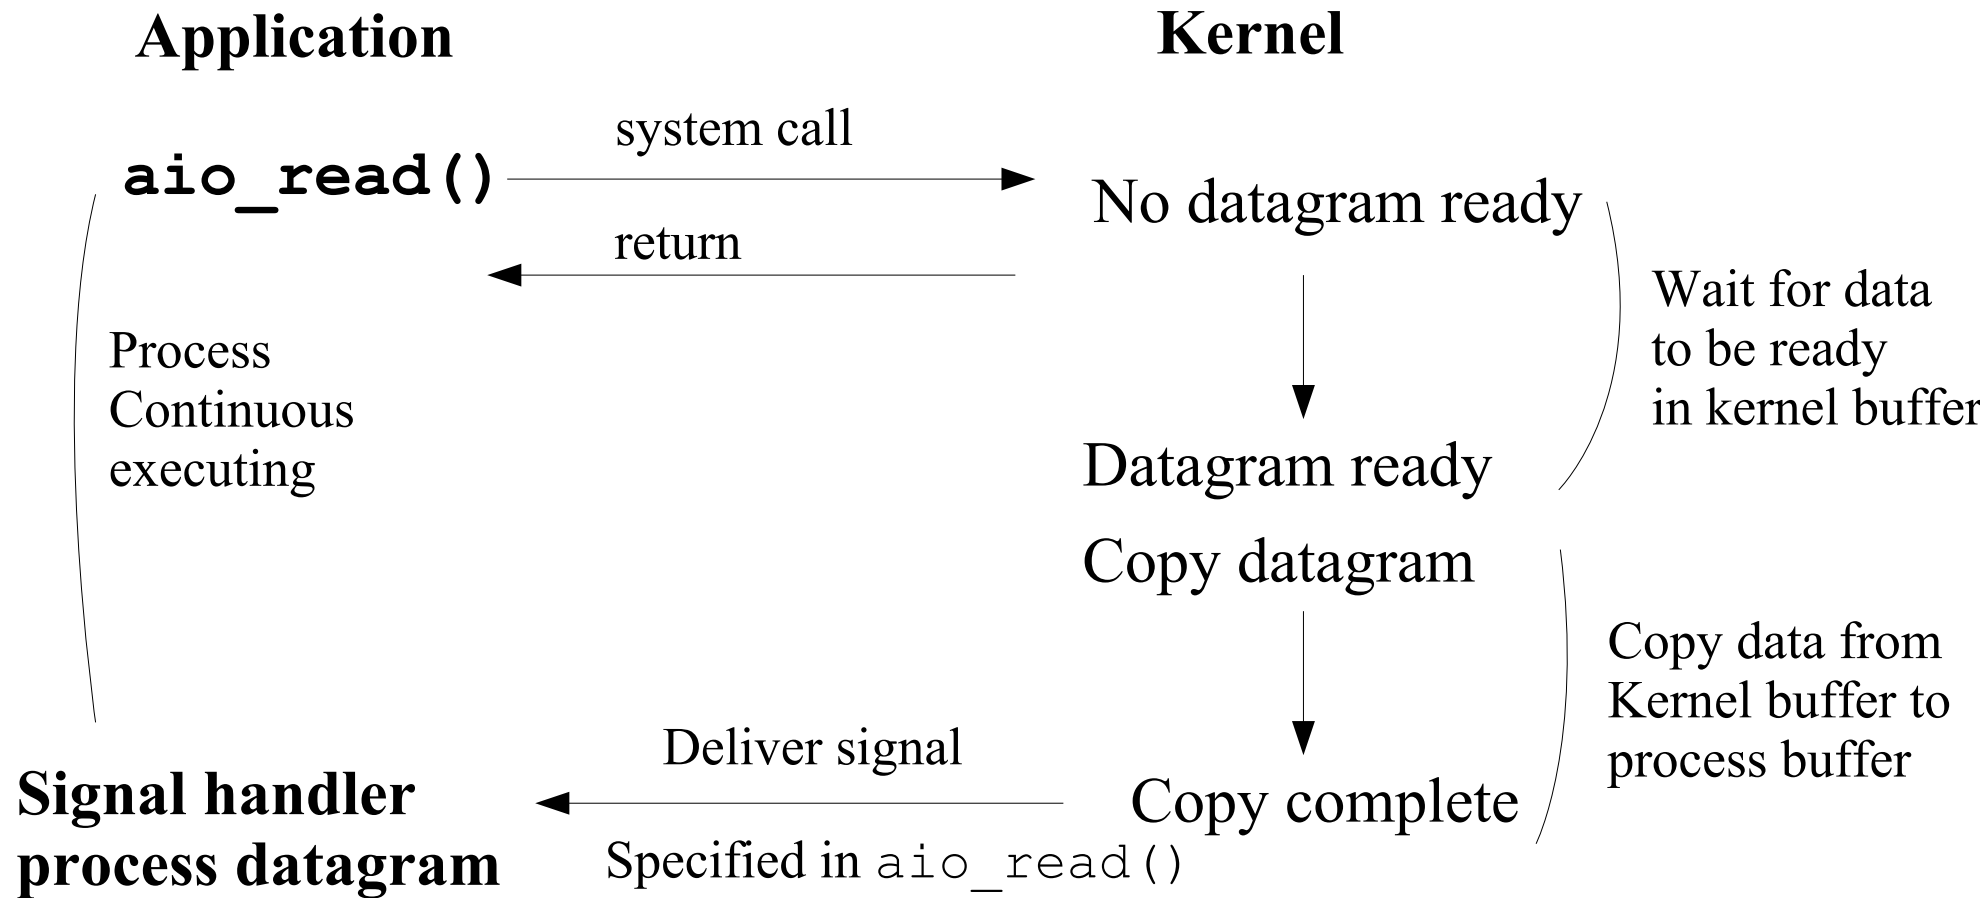 Application
Kernel
system call
aio_read()
No datagram ready
return
Wait for data
to be ready
in kernel buffer
Process
Continuous
executing
Datagram ready
Copy datagram
Copy data from
Kernel buffer to
process buffer
Deliver signal
Copy complete
Signal handler
process datagram
Specified in aio_read()